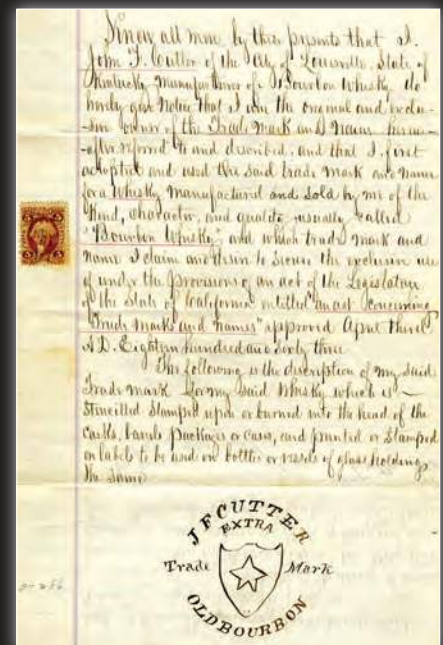 Know all men by these presents that I.
John F. Cutter of the City of Louisville, State of
Kentucky, Manufacturer of Bourbon Whisky, do
hereby give Notice that I am the one and exclu-
-sive owner of the Trade Mark and Names herein-
-after referred to and described; and that I first
adopted and used the said trade mark and name
for a Whisky manufactured and sold by me of the
Kind, character, and quality usually called
"Bourbon Whisky," and which trade mark and
name I claim and desire to secure the exclusive use
of under the provisions of an act of the Legislature
of the State of California entitled "an act concerning
Trade marks and names" approved April third
A.D. Eighteen hundred and sixty three
The following is the description of my said
Trade mark for my said Whisky which is —
Stencilled Stamped upon or burned into the head of the
casks, barrels packages or cases, and printed or stamped
on labels to be used on bottles or vessels of glass holding
the same
J F CUTTER
EXTRA
Trade Mark
OLD BOURBON